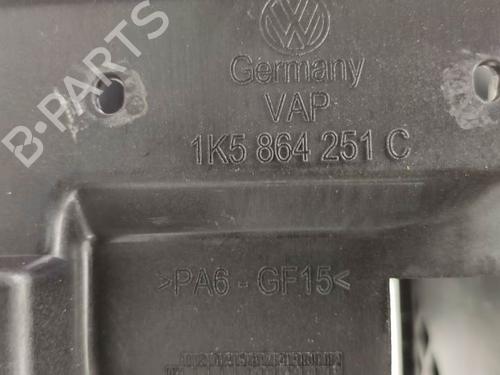 B-PARTS
Germany
VAP
1K5 864 251 C
>PA6 - GF15<